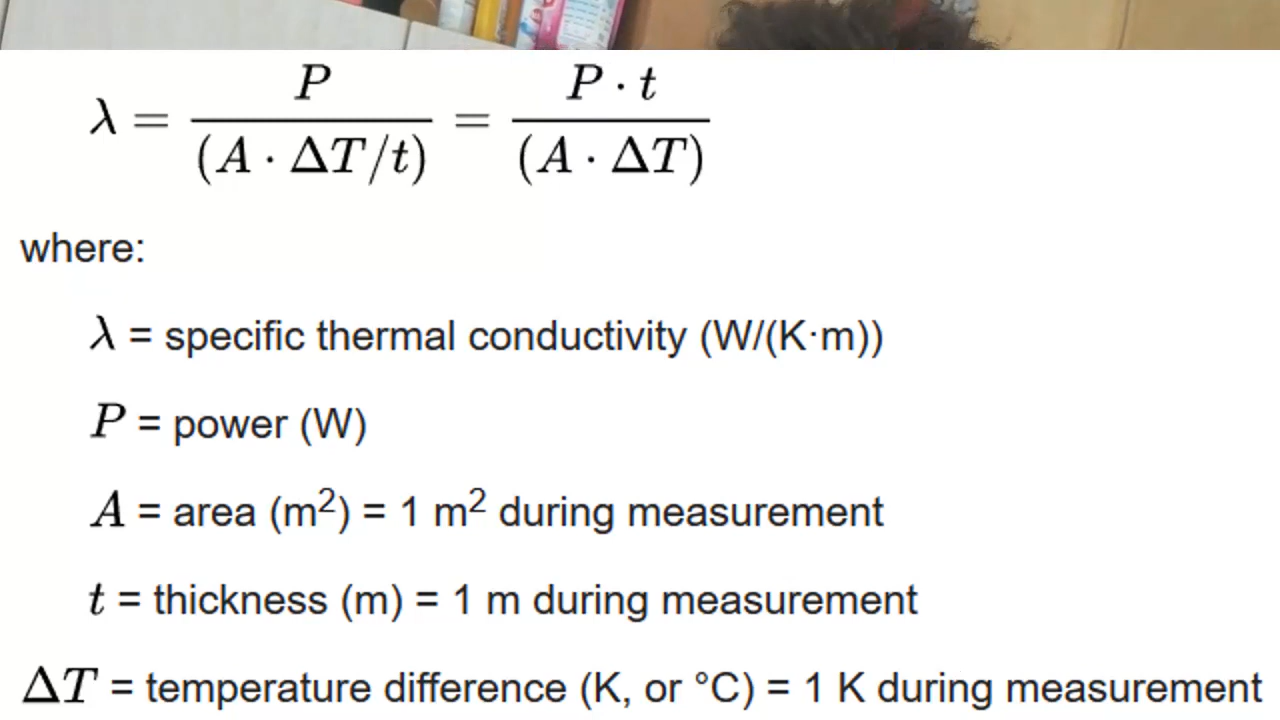 λ = P / (A · ΔT/t) = P · t / (A · ΔT)
where:
λ = specific thermal conductivity (W/(K·m))
P = power (W)
A = area (m²) = 1 m² during measurement
t = thickness (m) = 1 m during measurement
ΔT = temperature difference (K, or °C) = 1 K during measurement